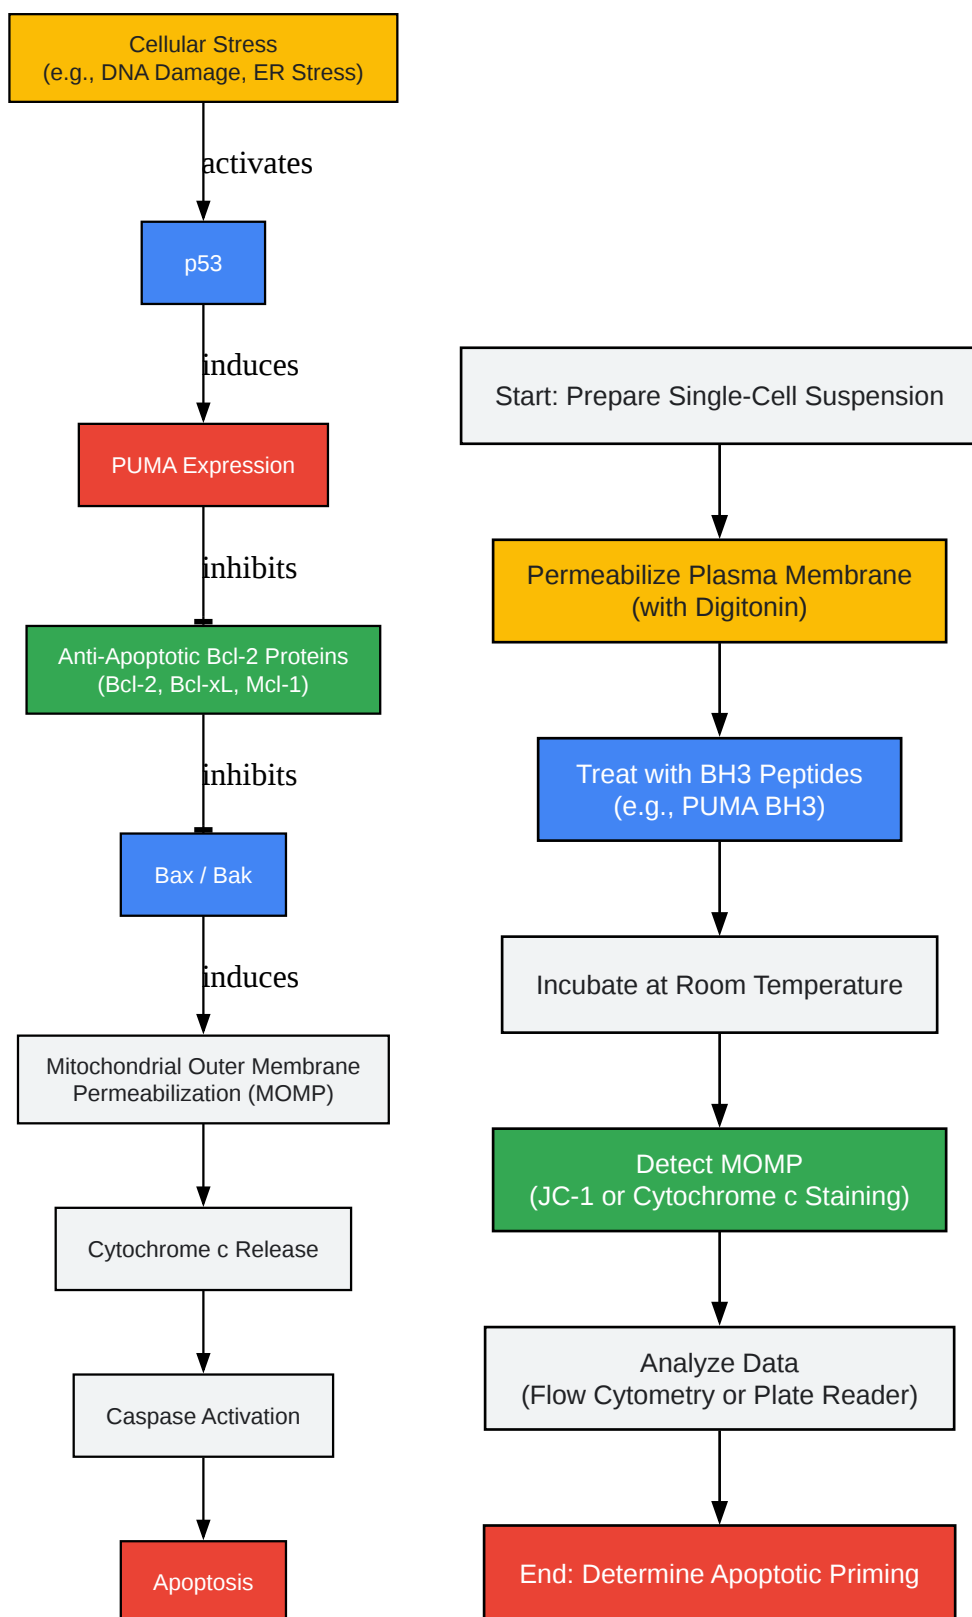 Cellular Stress
(e.g., DNA Damage, ER Stress)
activates
p53
induces
PUMA Expression
inhibits
Anti-Apoptotic Bcl-2 Proteins
(Bcl-2, Bcl-xL, Mcl-1)
inhibits
Bax / Bak
induces
Mitochondrial Outer Membrane
Permeabilization (MOMP)
Cytochrome c Release
Caspase Activation
Apoptosis
Start: Prepare Single-Cell Suspension
Permeabilize Plasma Membrane
(with Digitonin)
Treat with BH3 Peptides
(e.g., PUMA BH3)
Incubate at Room Temperature
Detect MOMP
(JC-1 or Cytochrome c Staining)
Analyze Data
(Flow Cytometry or Plate Reader)
End: Determine Apoptotic Priming